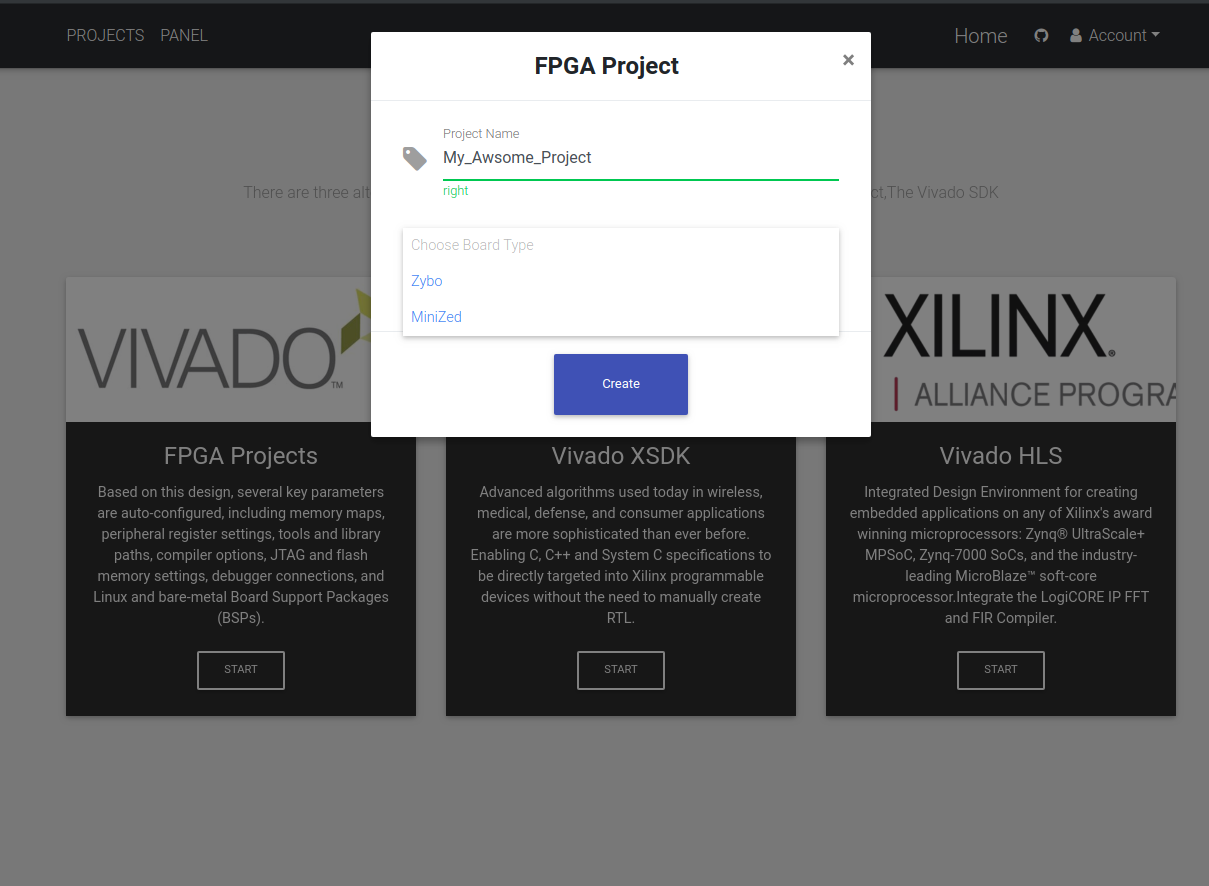 PROJECTS PANEL
Home Account
FPGA Project
×
Project Name
My_Awsome_Project
right
There are three alt
ct,The Vivado SDK
Choose Board Type
Zybo
MiniZed
Create
VIVADO™
XILINX®
ALLIANCE PROGRA
FPGA Projects
Based on this design, several key parameters
are auto-configured, including memory maps,
peripheral register settings, tools and library
paths, compiler options, JTAG and flash
memory settings, debugger connections, and
Linux and bare-metal Board Support Packages
(BSPs).
START
Vivado XSDK
Advanced algorithms used today in wireless,
medical, defense, and consumer applications
are more sophisticated than ever before.
Enabling C, C++ and System C specifications to
be directly targeted into Xilinx programmable
devices without the need to manually create
RTL.
START
Vivado HLS
Integrated Design Environment for creating
embedded applications on any of Xilinx's award
winning microprocessors: Zynq® UltraScale+
MPSoC, Zynq-7000 SoCs, and the industry-
leading MicroBlaze™ soft-core
microprocessor.Integrate the LogiCORE IP FFT
and FIR Compiler.
START